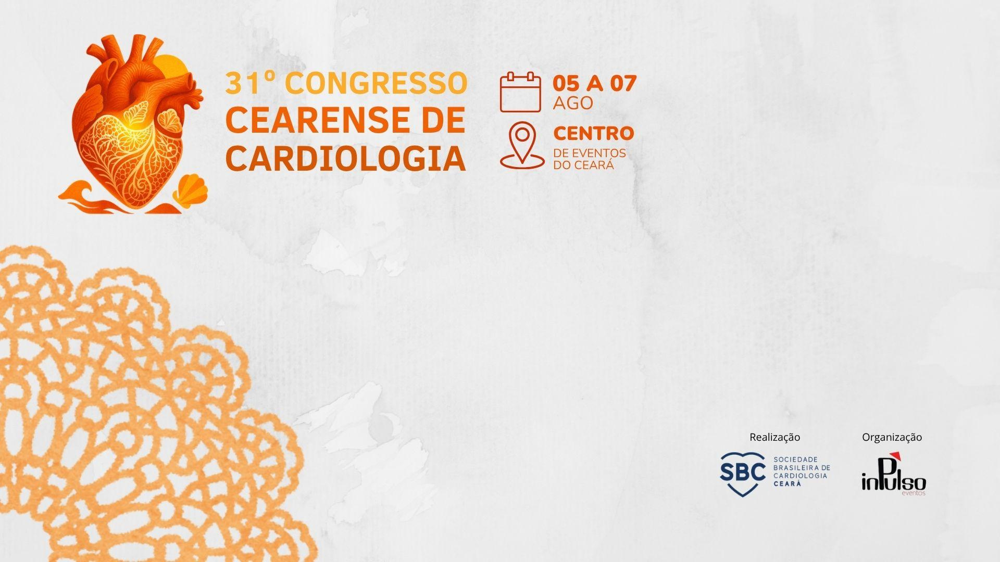 31º CONGRESSO
CEARENSE DE
CARDIOLOGIA
05 A 07
AGO
CENTRO
DE EVENTOS
DO CEARÁ
Realização
SBC
SOCIEDADE
BRASILEIRA DE
CARDIOLOGIA
CEARÁ
Organização
inPulso
eventos